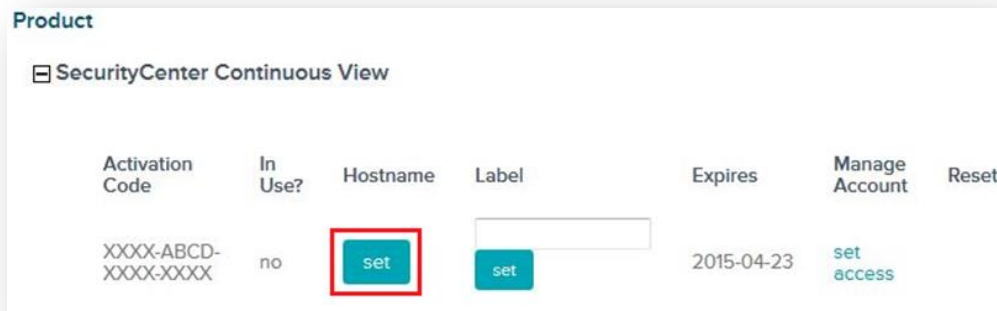 Product
SecurityCenter Continuous View
Activation Code
In Use?
Hostname
Label
Expires
Manage Account
Reset
XXXX-ABCD-
XXXX-XXXX
no
set
set
2015-04-23
set
access